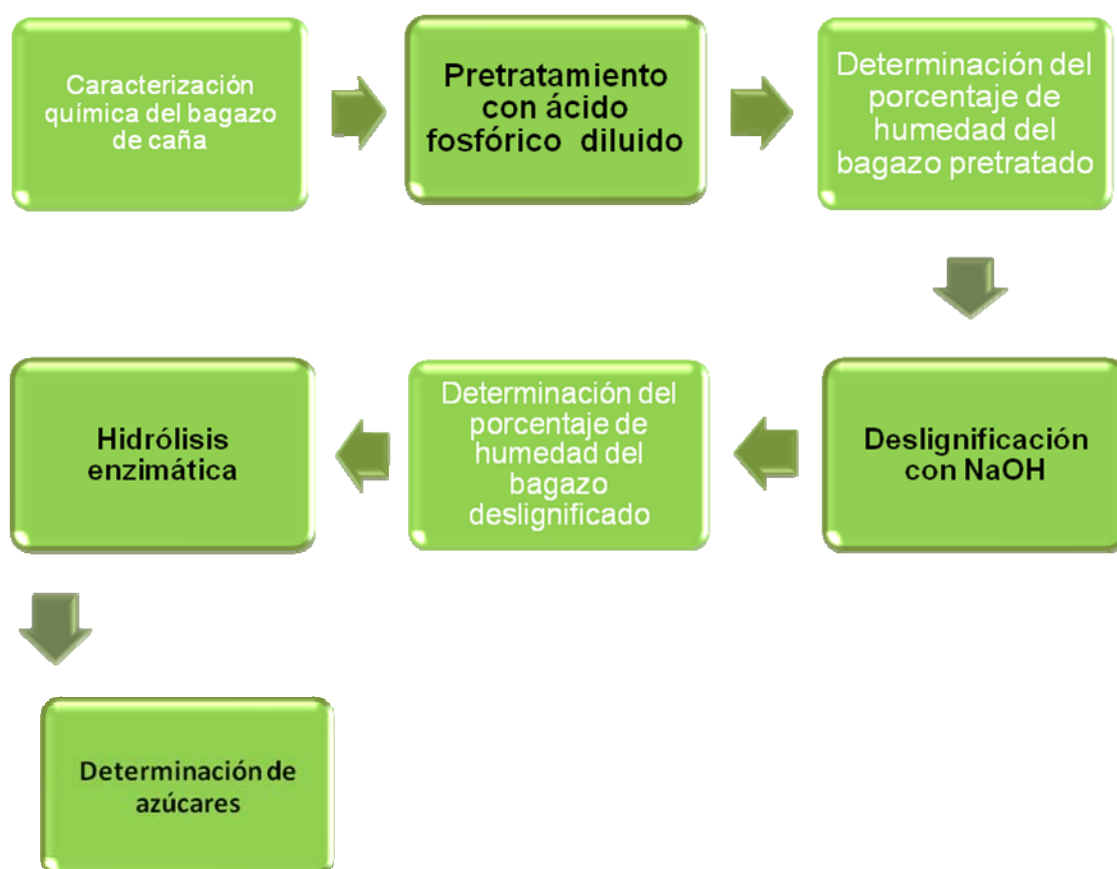 Caracterización
química del bagazo
de caña
Pretratamiento
con ácido
fosfórico diluido
Determinación del
porcentaje de
humedad del
bagazo pretratado
Deslignificación
con NaOH
Determinación del
porcentaje de
humedad del
bagazo
deslignificado
Hidrólisis
enzimática
Determinación de
azúcares